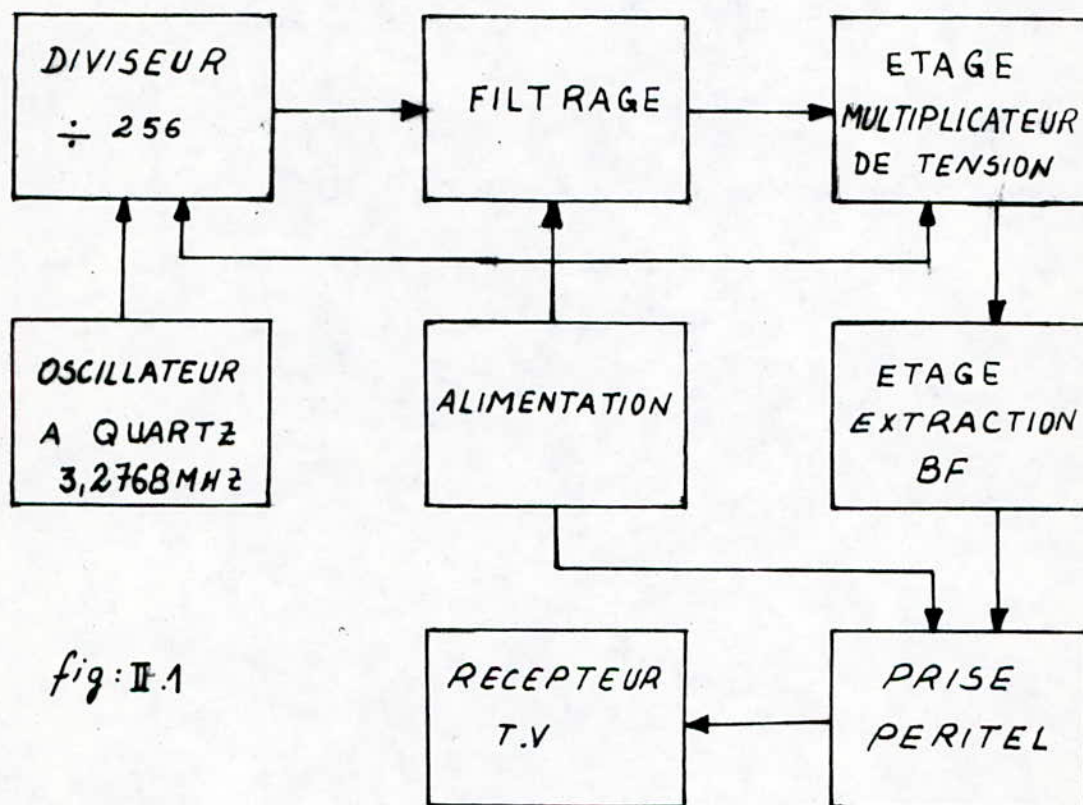 DIVISEUR
÷ 256
FILTRAGE
ETAGE
MULTIPLICATEUR
DE TENSION
OSCILLATEUR
A QUARTZ
3,2768 MHZ
ALIMENTATION
ETAGE
EXTRACTION
BF
fig: II.1
RECEPTEUR
T.V
PRISE
PERITEL